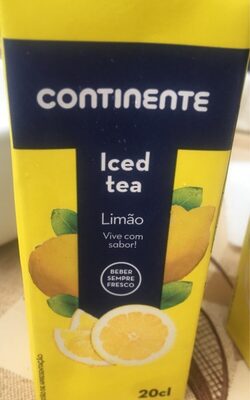 CONTINENTE
Iced
tea
Limão
Vive com
sabor!
BEBER
SEMPRE
FRESCO
20cl